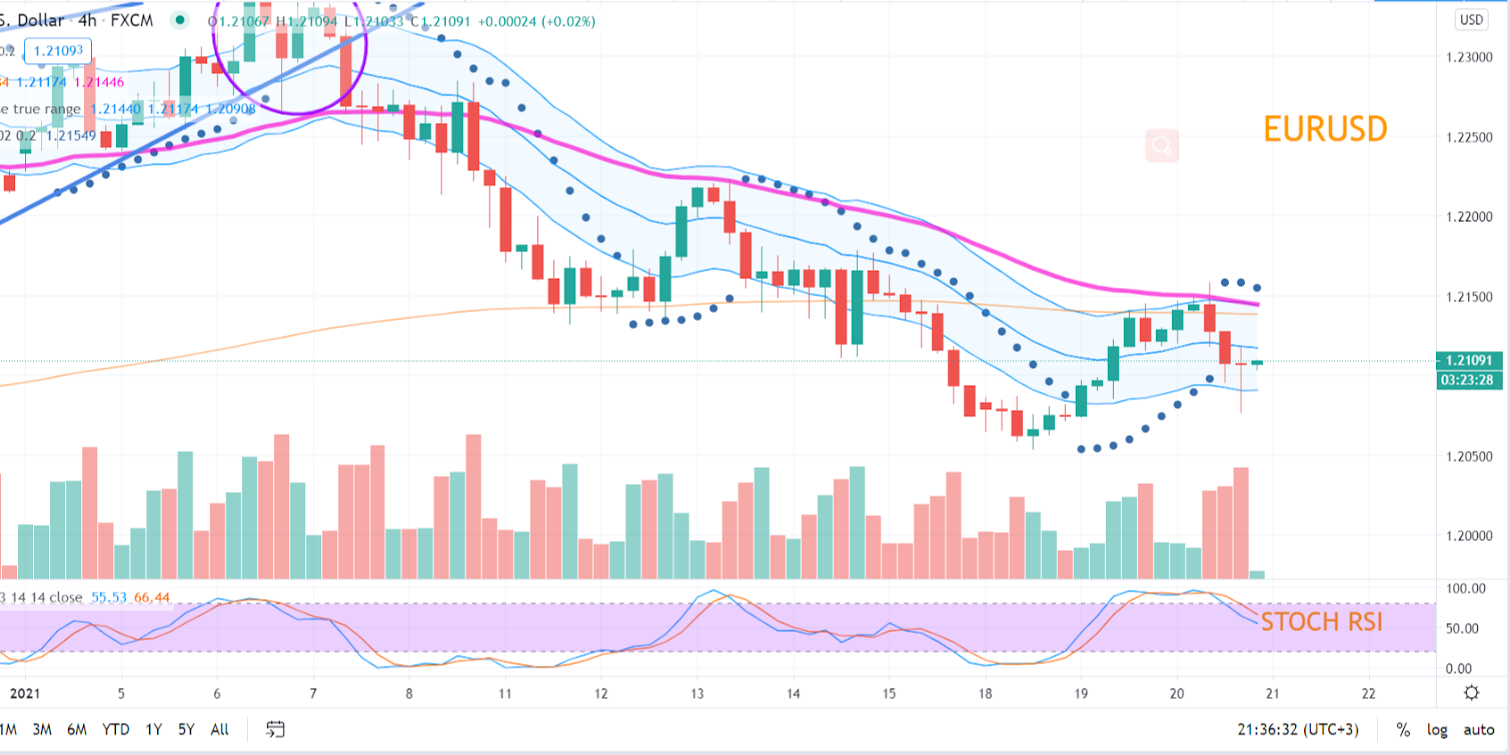 S. Dollar · 4h · FXCM O1.21067 H1.21094 L1.21033 C1.21091 +0.00024 (+0.02%)
USD
0.2 1.21093
1.23000
34 1.21174 1.21446
se true range 1.21440 1.21174 1.20908
EURUSD
02 0.2 1.21549
1.22500
1.22000
1.21500
1.21091
03:23:28
1.20500
1.20000
3 14 14 close 55.53 66.44
100.00
STOCH RSI
50.00
0.00
2021 5 6 7 8 11 12 13 14 15 18 19 20 21 22
1M 3M 6M YTD 1Y 5Y All 21:36:32 (UTC+3) % log auto